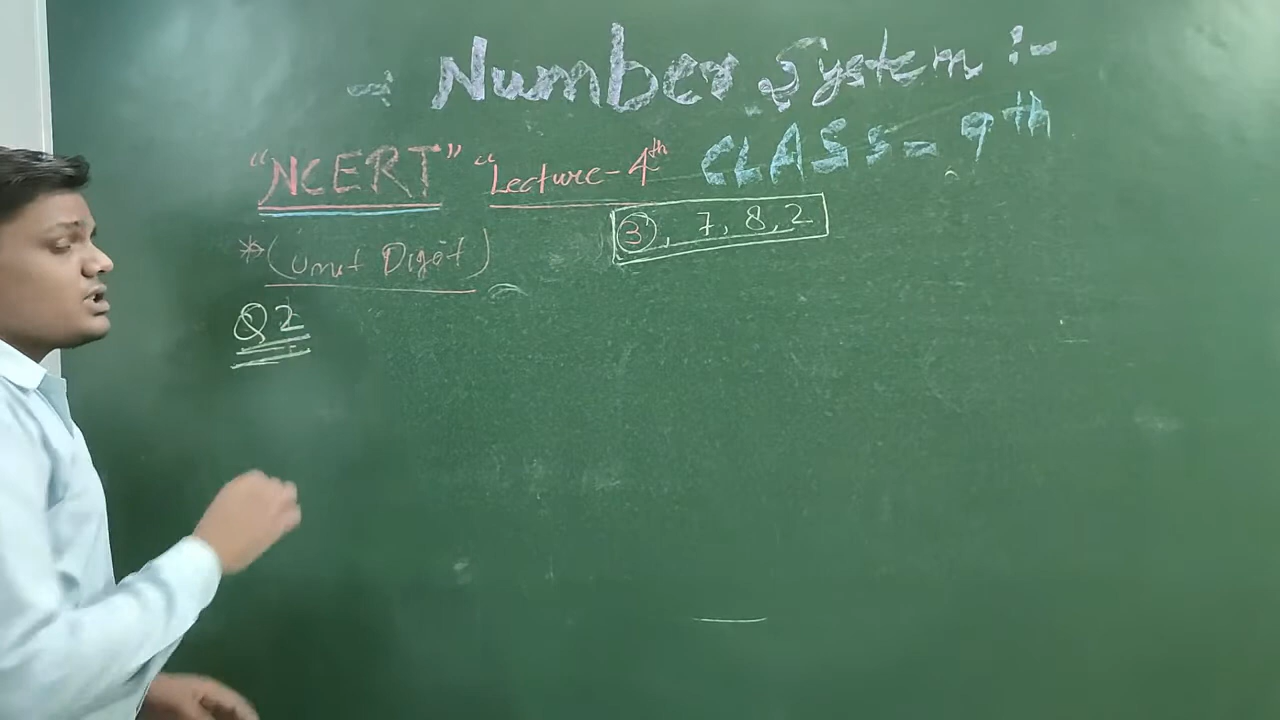 ⇒ Number System :-
"NCERT" "Lecture-4th CLASS - 9th
3, 7, 8, 2
*(Unit Digit)
Q2